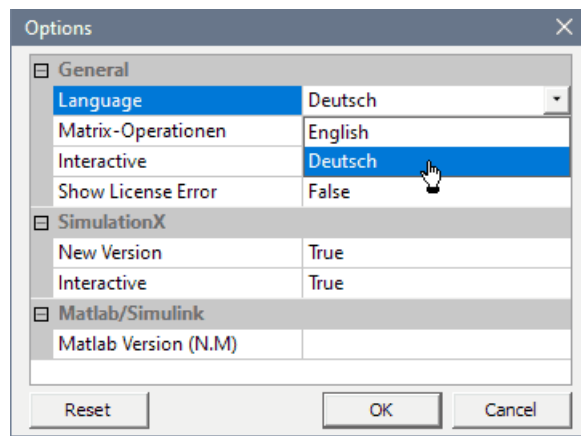 Options
General
Language Deutsch
Matrix-Operationen English
Interactive Deutsch
Show License Error False
SimulationX
New Version True
Interactive True
Matlab/Simulink
Matlab Version (N.M)
Reset OK Cancel